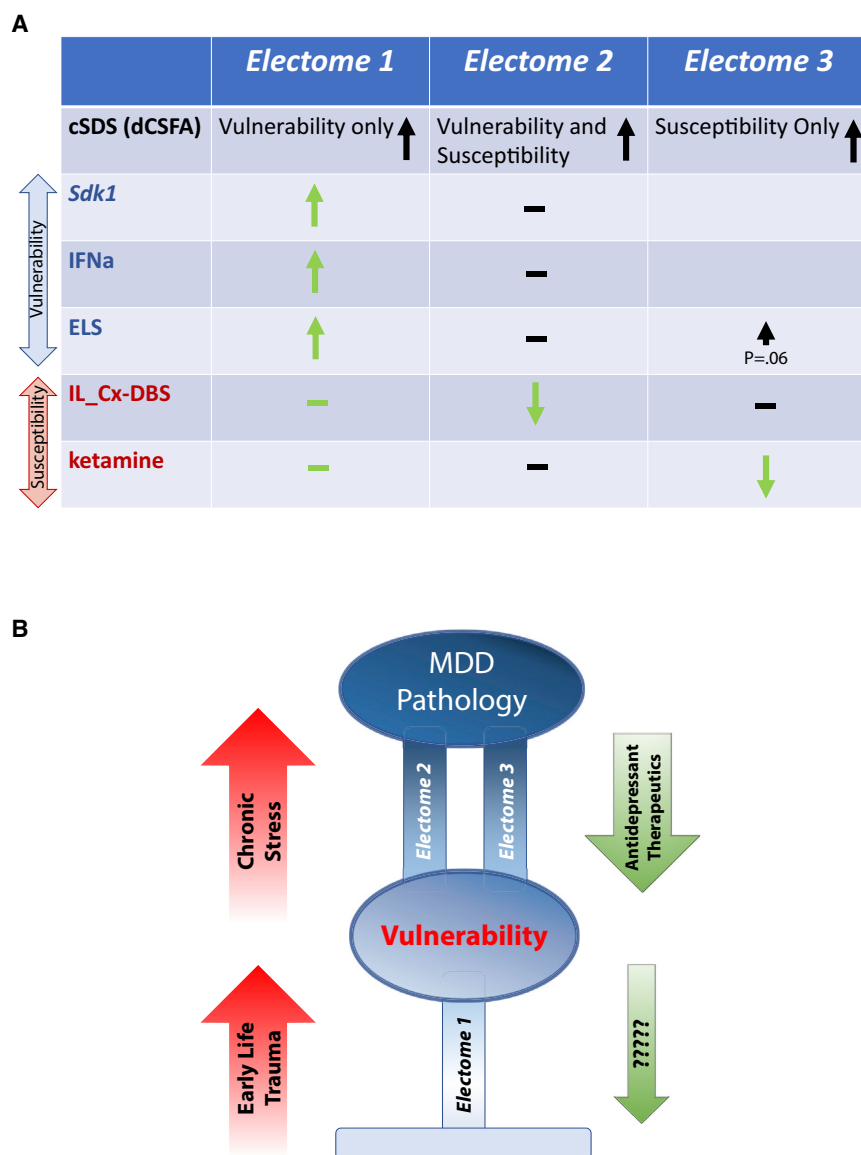 A
Electome 1 Electome 2 Electome 3
cSDS (dCSFA) Vulnerability only Vulnerability and Susceptibility Susceptibility Only
Vulnerability
Sdk1
IFNa
ELS
P=.06
Susceptibility
IL_Cx-DBS
ketamine
B
MDD
Pathology
Chronic
Stress
Electome 2
Electome 3
Antidepressant
Therapeutics
Vulnerability
Early Life
Trauma
Electome 1
?????